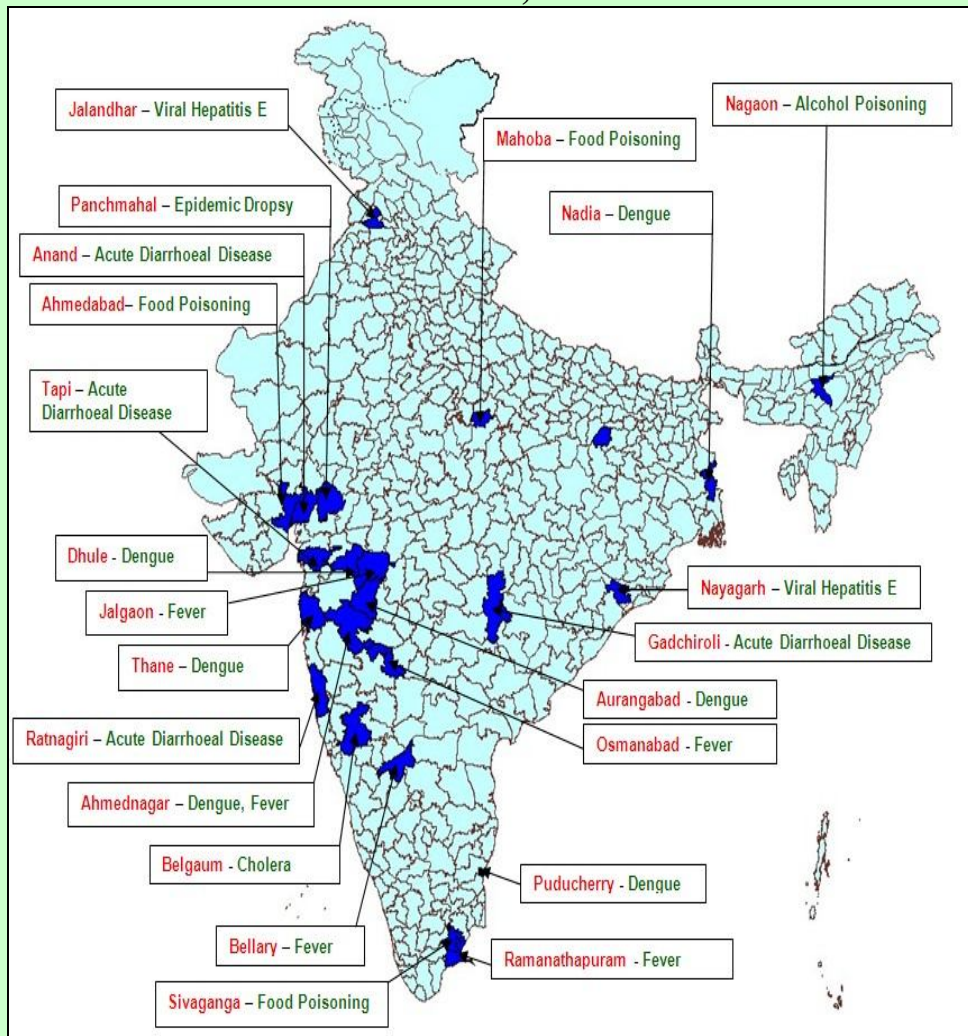 Jalandhar – Viral Hepatitis E
Nagaon – Alcohol Poisoning
Mahoba – Food Poisoning
Panchmahal – Epidemic Dropsy
Nadia – Dengue
Anand – Acute Diarrhoeal Disease
Ahmedabad– Food Poisoning
Tapi – Acute
Diarrhoeal Disease
Dhule - Dengue
Nayagarh – Viral Hepatitis E
Jalgaon - Fever
Gadchiroli - Acute Diarrhoeal Disease
Thane – Dengue
Aurangabad - Dengue
Ratnagiri – Acute Diarrhoeal Disease
Osmanabad - Fever
Ahmednagar – Dengue, Fever
Belgaum - Cholera
Puducherry - Dengue
Bellary – Fever
Ramanathapuram - Fever
Sivaganga – Food Poisoning